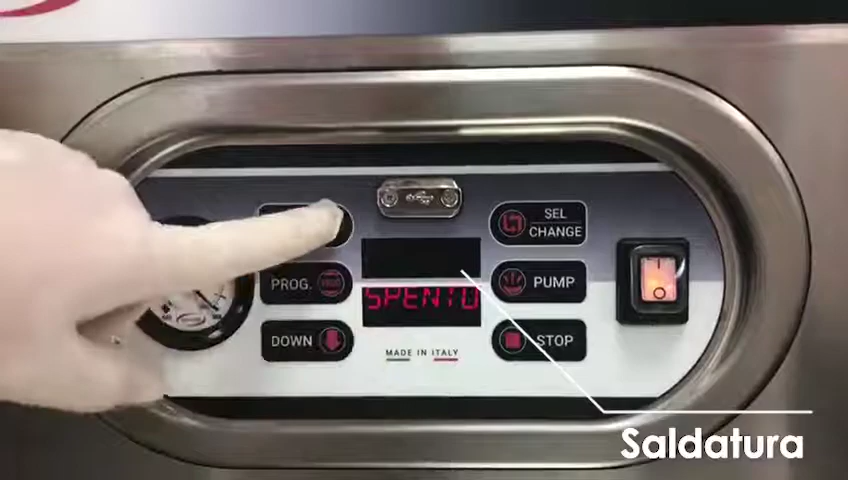 SEL
CHANGE
PROG.
PUMP
SPENTO
DOWN
STOP
MADE IN ITALY
Saldatura